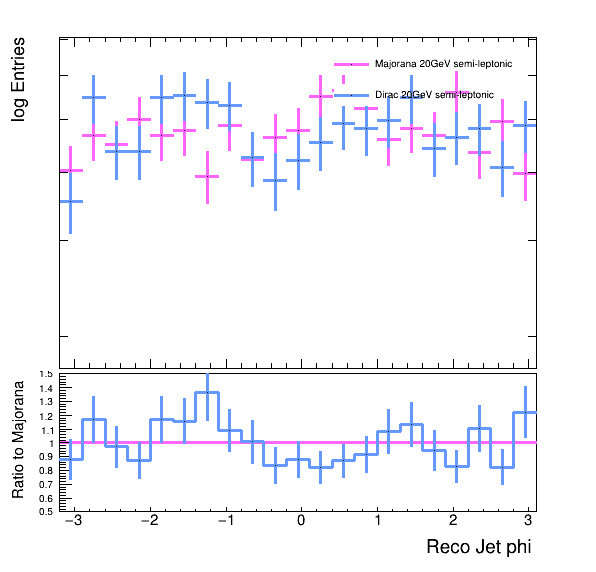 log Entries
Majorana 20GeV semi-leptonic
Dirac 20GeV semi-leptonic
Ratio to Majorana
1.5
1.4
1.3
1.2
1.1
1
0.9
0.8
0.7
0.6
0.5
−3 −2 −1 0 1 2 3
Reco Jet phi